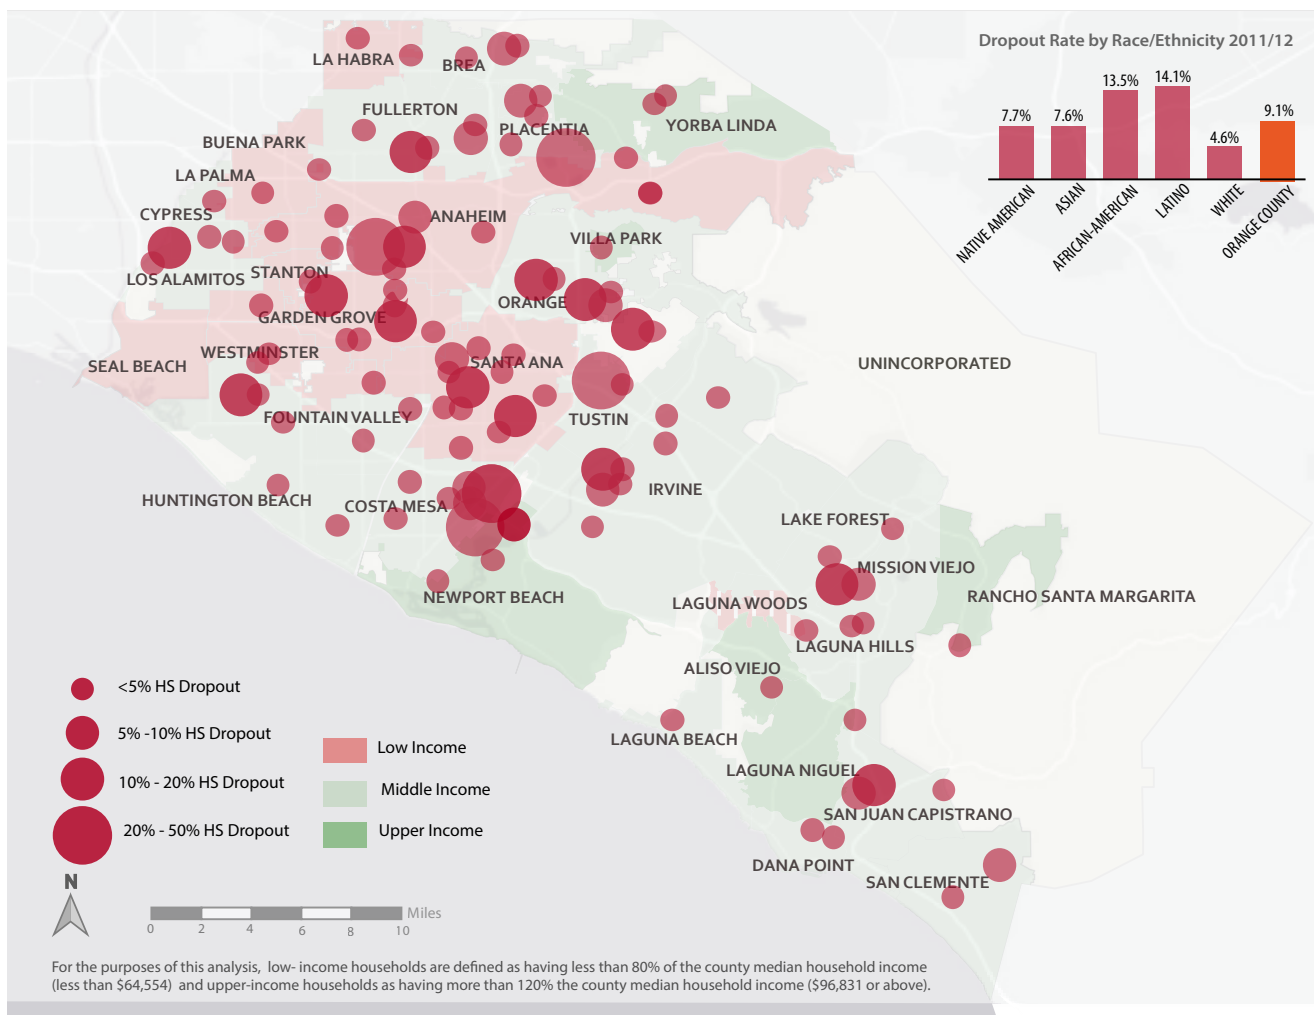 Dropout Rate by Race/Ethnicity 2011/12
7.7%
7.6%
13.5%
14.1%
4.6%
9.1%
NATIVE AMERICAN
ASIAN
AFRICAN-AMERICAN
LATINO
WHITE
ORANGE COUNTY
LA HABRA
BREA
FULLERTON
PLACENTIA
YORBA LINDA
BUENA PARK
LA PALMA
CYPRESS
ANAHEIM
VILLA PARK
LOS ALAMITOS
STANTON
ORANGE
GARDEN GROVE
WESTMINSTER
SANTA ANA
SEAL BEACH
UNINCORPORATED
FOUNTAIN VALLEY
TUSTIN
HUNTINGTON BEACH
COSTA MESA
IRVINE
LAKE FOREST
MISSION VIEJO
NEWPORT BEACH
LAGUNA WOODS
RANCHO SANTA MARGARITA
LAGUNA HILLS
ALISO VIEJO
LAGUNA BEACH
LAGUNA NIGUEL
SAN JUAN CAPISTRANO
DANA POINT
SAN CLEMENTE
<5% HS Dropout
5% -10% HS Dropout
10% - 20% HS Dropout
20% - 50% HS Dropout
Low Income
Middle Income
Upper Income
N
Miles
0 2 4 6 8 10
For the purposes of this analysis, low- income households are defined as having less than 80% of the county median household income
(less than $64,554) and upper-income households as having more than 120% the county median household income ($96,831 or above).